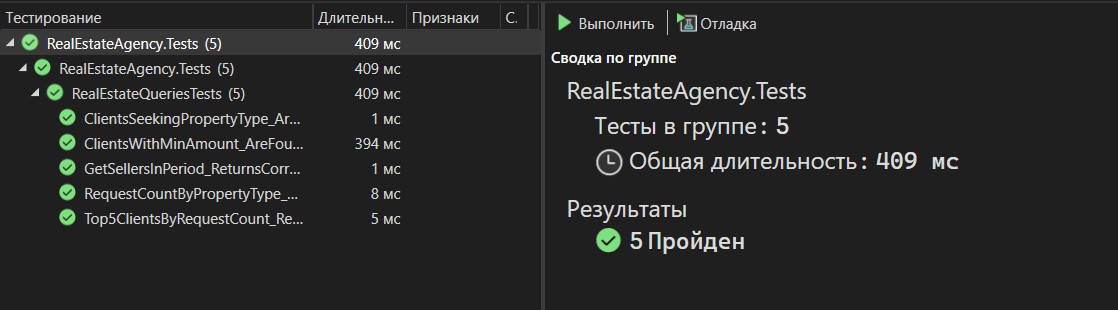 Тестирование Длительн... Признаки С.
RealEstateAgency.Tests (5) 409 мс
RealEstateAgency.Tests (5) 409 мс
RealEstateQueriesTests (5) 409 мс
ClientsSeekingPropertyType_Ar... 1 мс
ClientsWithMinAmount_AreFou... 394 мс
GetSellersInPeriod_ReturnsCorr... 1 мс
RequestCountByPropertyType_... 8 мс
Top5ClientsByRequestCount_Re... 5 мс
Выполнить Отладка
Сводка по группе
RealEstateAgency.Tests
Тесты в группе: 5
Общая длительность: 409 мс
Результаты
5 Пройден